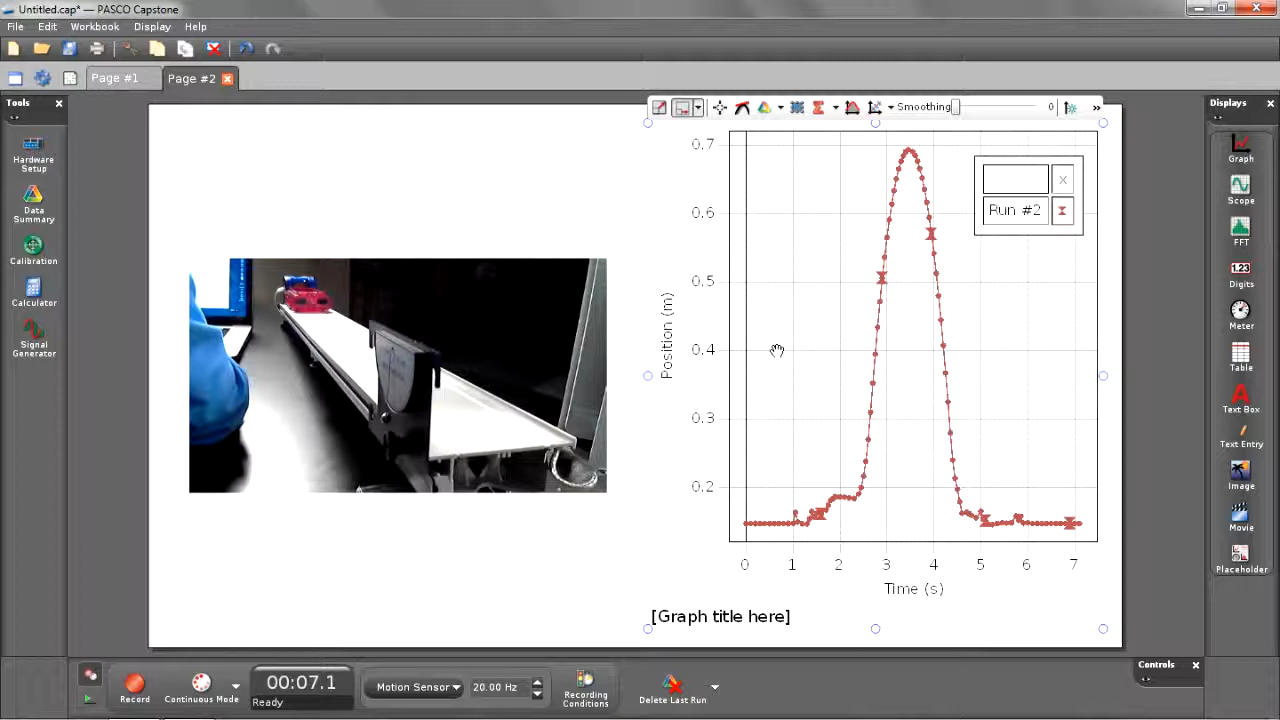 Untitled.cap* — PASCO Capstone
File Edit Workbook Display Help
Page #1 Page #2
Tools
Hardware
Setup
Data
Summary
Calibration
Calculator
Signal
Generator
Smoothing 0
0.7
0.6
0.5
0.4
0.3
0.2
Position (m)
x
Run #2
0 1 2 3 4 5 6 7
Time (s)
[Graph title here]
Displays
Graph
Scope
FFT
1.23
Digits
Meter
Table
A
Text Box
Text Entry
Image
Movie
Placeholder
Controls
Record
Continuous Mode
00:07.1
Ready
Motion Sensor
20.00 Hz
Recording
Conditions
Delete Last Run